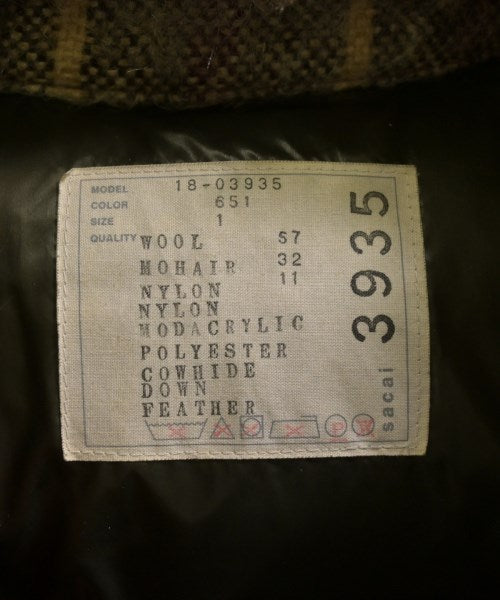 MODEL 18-03935
COLOR 651
SIZE 1
QUALITY WOOL 57
MOHAIR 32
NYLON 11
NYLON
MODACRYLIC
POLYESTER
COWHIDE
DOWN
FEATHER
3935
sacai